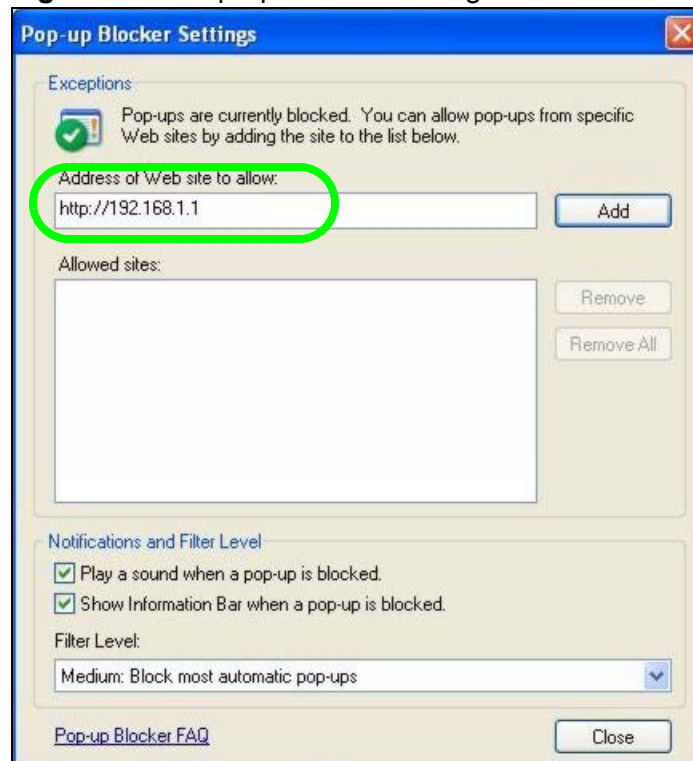 Pop-up Blocker Settings
Exceptions
Pop-ups are currently blocked. You can allow pop-ups from specific
Web sites by adding the site to the list below.
Address of Web site to allow:
http://192.168.1.1
Add
Allowed sites:
Remove
Remove All
Notifications and Filter Level
Play a sound when a pop-up is blocked.
Show Information Bar when a pop-up is blocked.
Filter Level:
Medium: Block most automatic pop-ups
Pop-up Blocker FAQ
Close